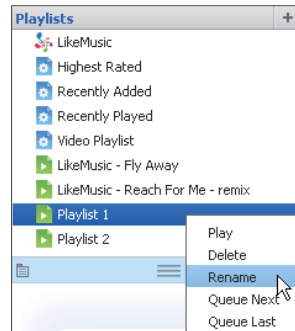 Playlists +
LikeMusic
Highest Rated
Recently Added
Recently Played
Video Playlist
LikeMusic - Fly Away
LikeMusic - Reach For Me - remix
Playlist 1
Playlist 2
Play
Delete
Rename
Queue Next
Queue Last